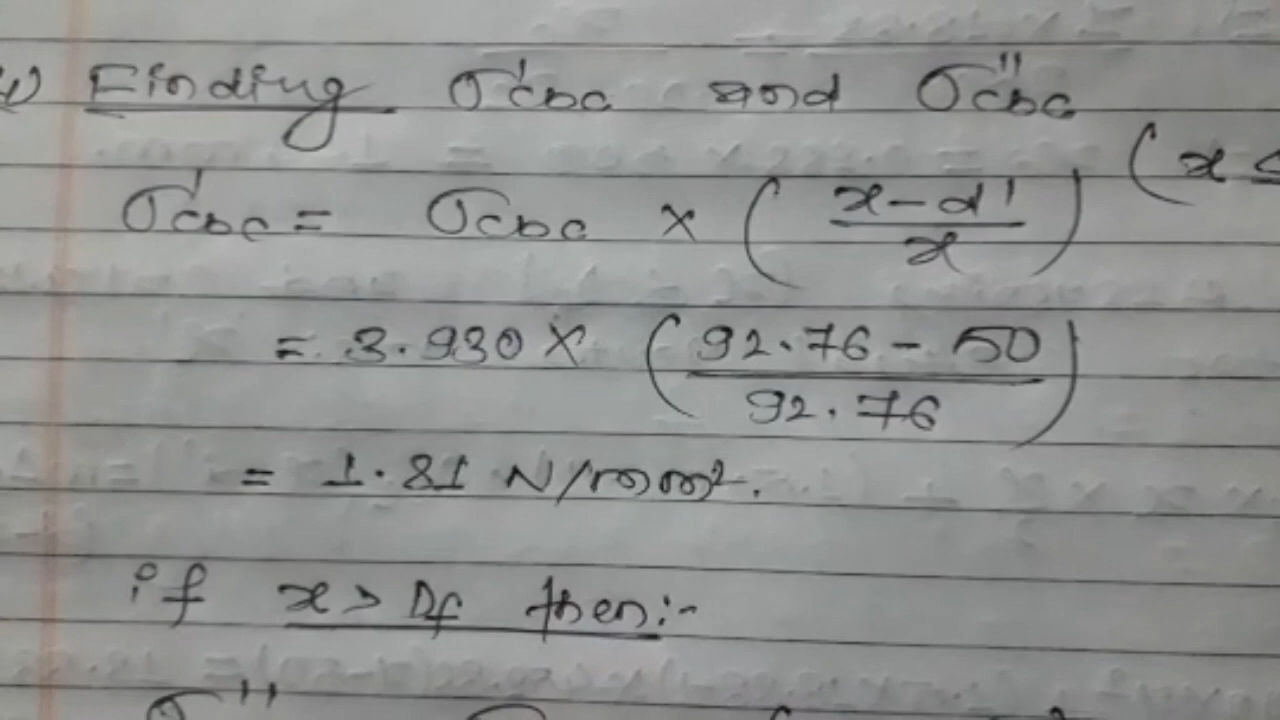 Finding σ'cbc and σ''cbc
σ'cbc = σcbc × ((x-d')/x) (x ≤
= 3.930 × ((92.76 - 50)/92.76)
= 1.81 N/mm².
if x > Df then:-
σ''